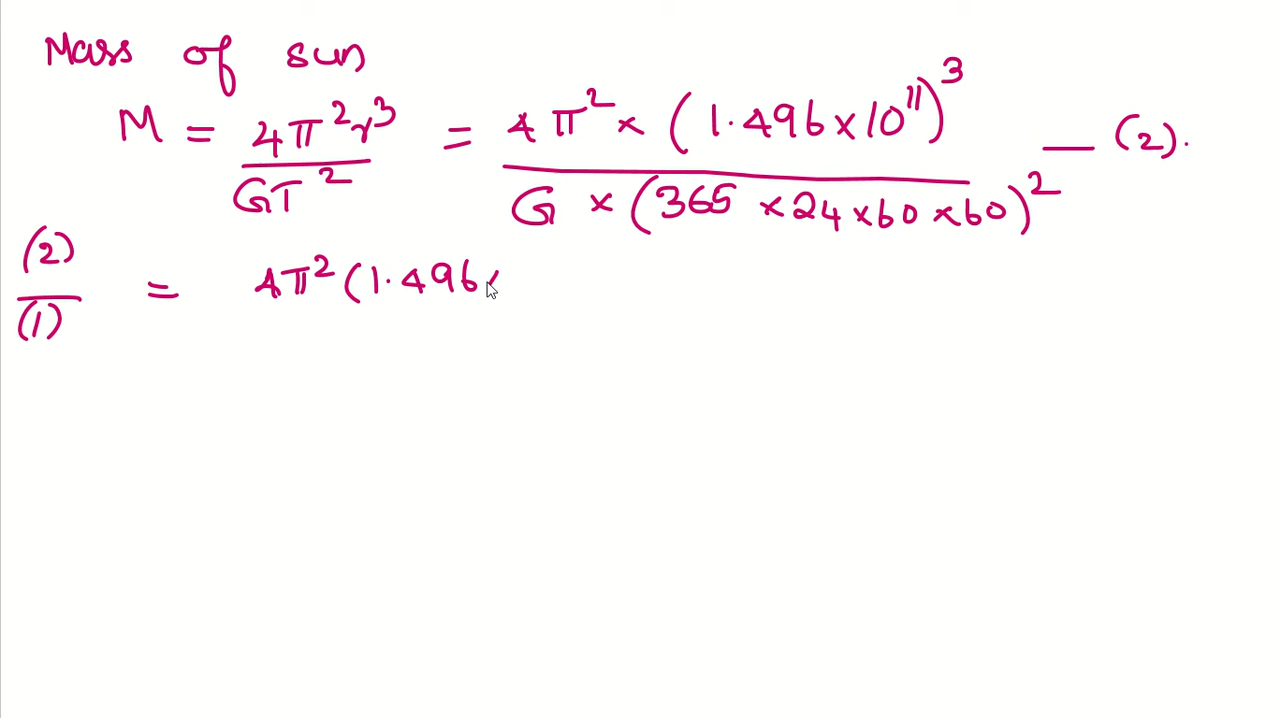 Mass of sun
M = 4π²r³/GT² = 4π² × (1.496×10¹¹)³ / G × (365 ×24×60×60)² — (2).
(2)/(1) = 4π²(1.496